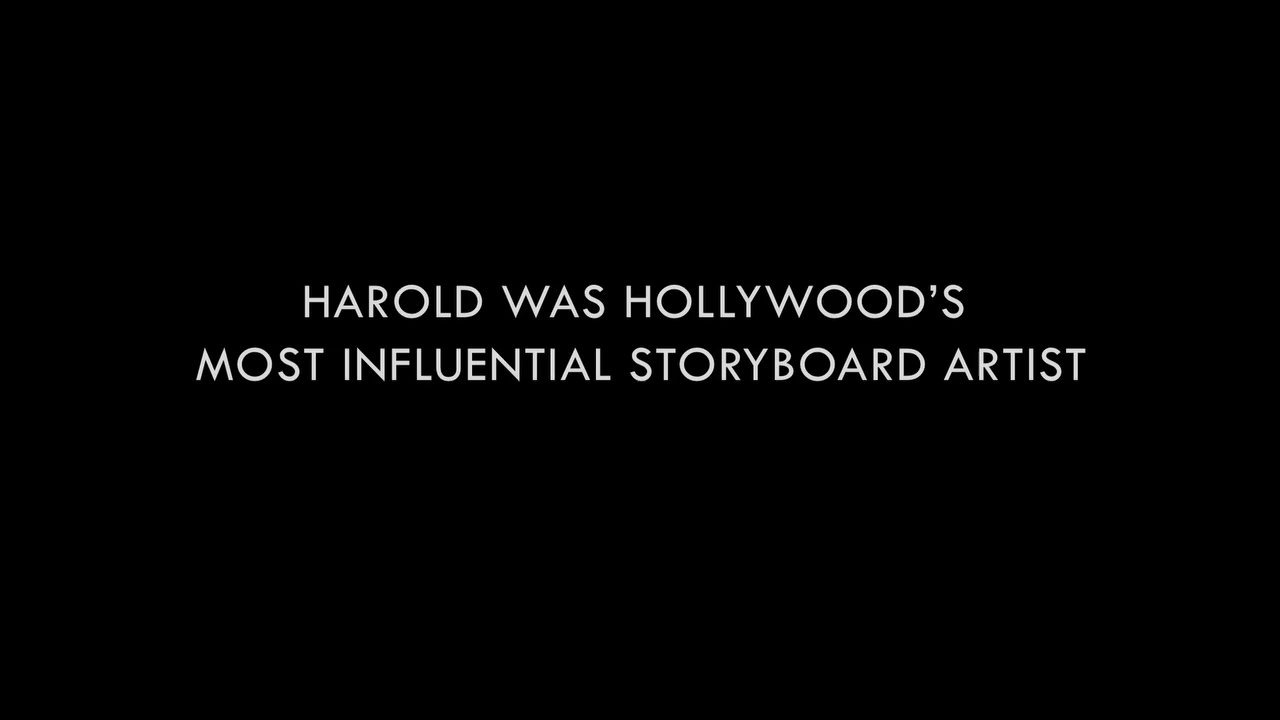 HAROLD WAS HOLLYWOOD’S
MOST INFLUENTIAL STORYBOARD ARTIST